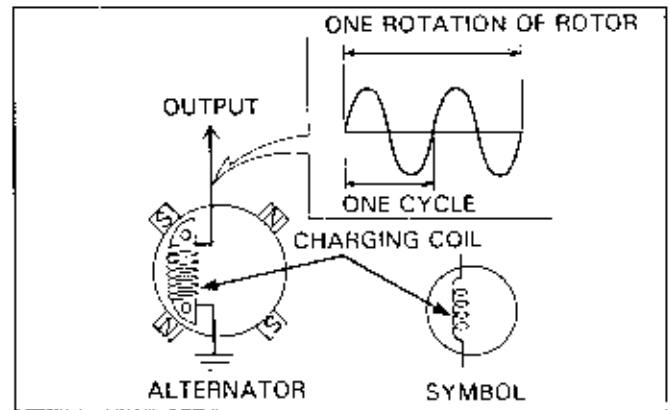 ONE ROTATION OF ROTOR
OUTPUT
ONE CYCLE
S
N
CHARGING COIL
N
S
ALTERNATOR
SYMBOL